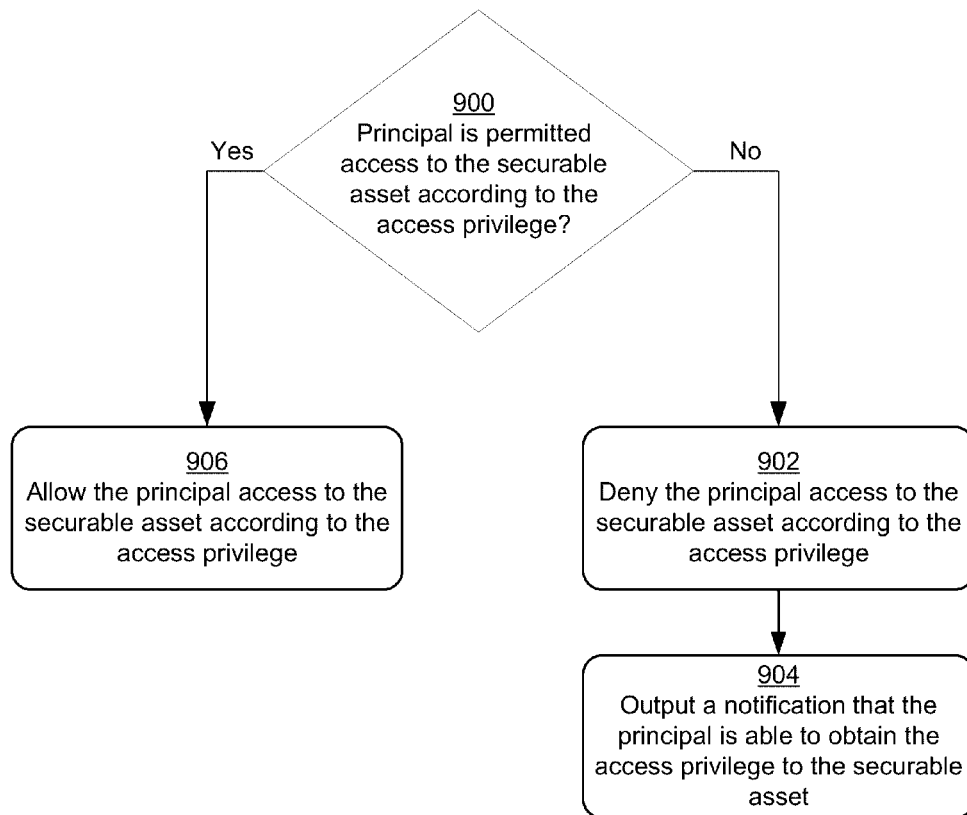 900
Principal is permitted
access to the securable
asset according to the
access privilege?
Yes
No
906
Allow the principal access to the
securable asset according to the
access privilege
902
Deny the principal access to the
securable asset according to the
access privilege
904
Output a notification that the
principal is able to obtain the
access privilege to the securable
asset